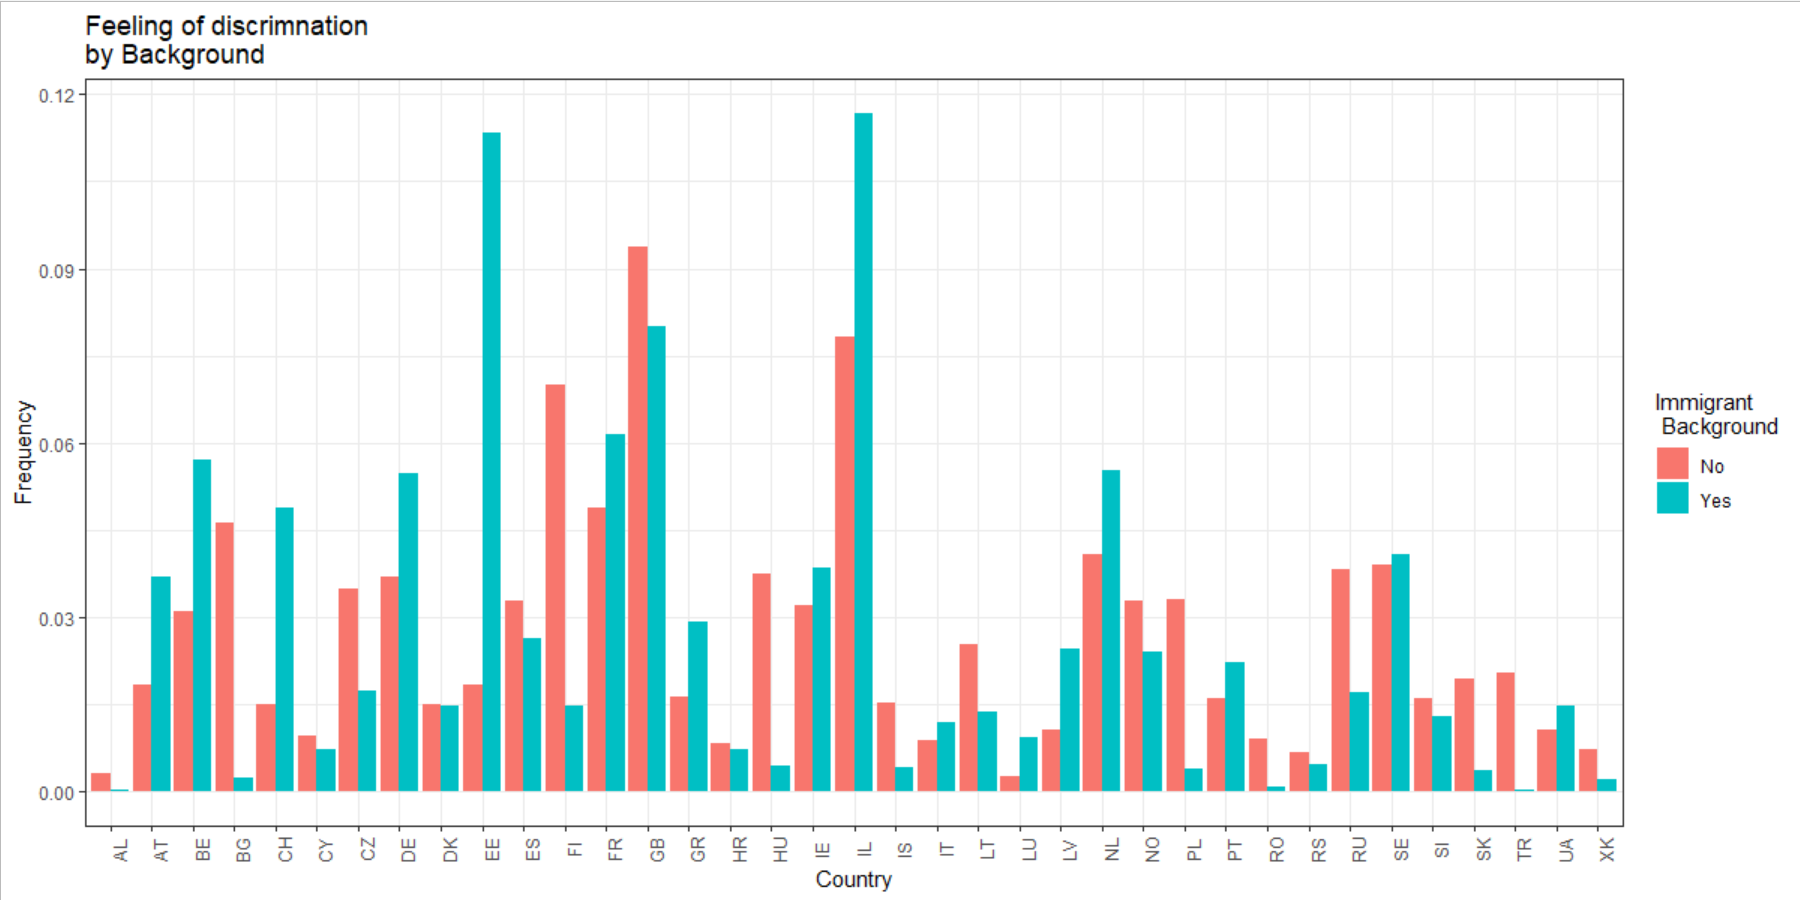 Feeling of discrimnation
by Background
0.12
0.09
0.06
0.03
0.00
Frequency
AL AT BE BG CH CY CZ DE DK EE ES FI FR GB GR HR HU IE IL IS IT LT LU LV NL NO PL PT RO RS RU SE SI SK TR UA XK
Country
Immigrant
Background
No
Yes